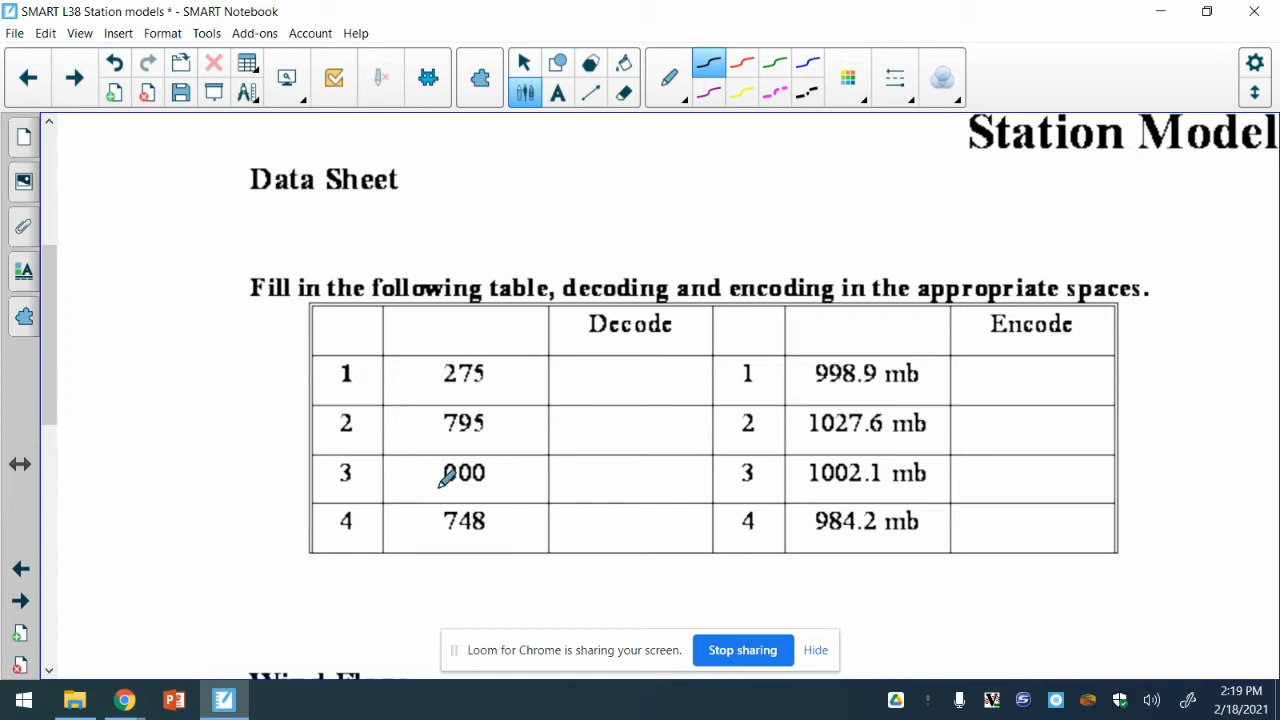 SMART L38 Station models * - SMART Notebook
File Edit View Insert Format Tools Add-ons Account Help
Station Model
Data Sheet
Fill in the following table, decoding and encoding in the appropriate spaces.
Decode Encode
1 275 1 998.9 mb
2 795 2 1027.6 mb
3 000 3 1002.1 mb
4 748 4 984.2 mb
Loom for Chrome is sharing your screen. Stop sharing Hide
2:19 PM
2/18/2021